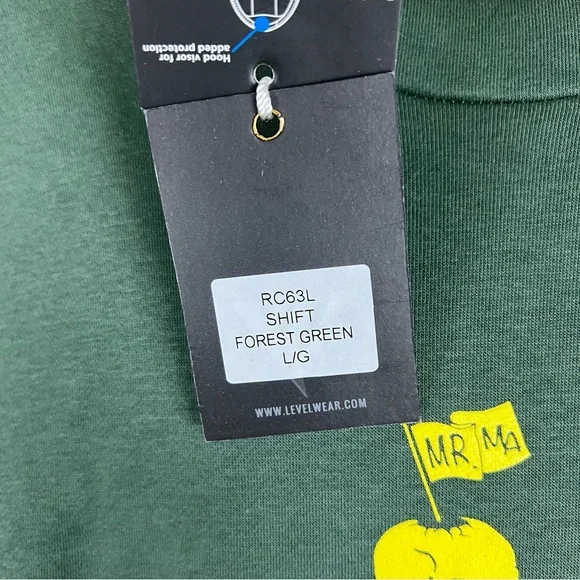 Hood visor for
added protection
RC63L
SHIFT
FOREST GREEN
L/G
WWW.LEVELWEAR.COM
MR. MA